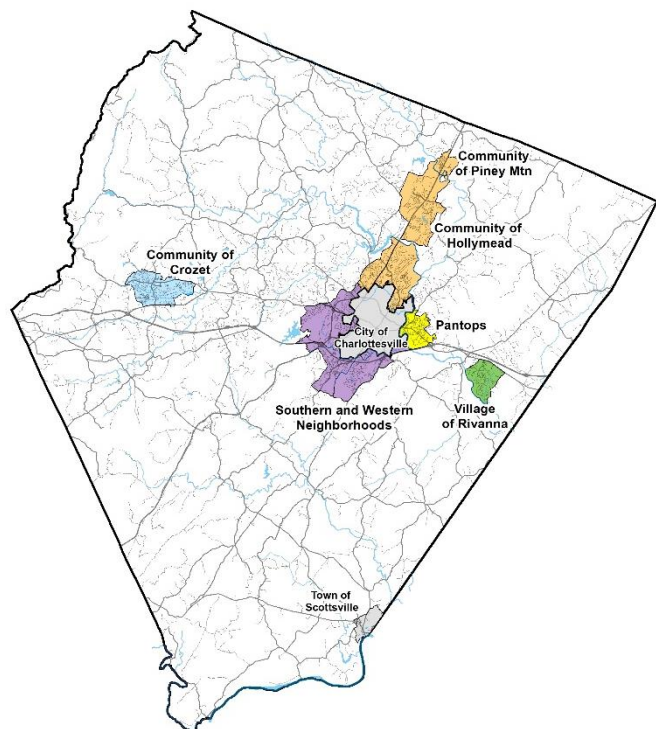 Community
of Piney Mtn
Community of
Hollymead
Community of
Crozet
Pantops
City of
Charlottesville
Southern and Western
Neighborhoods
Village
of Rivanna
Town of
Scottsville